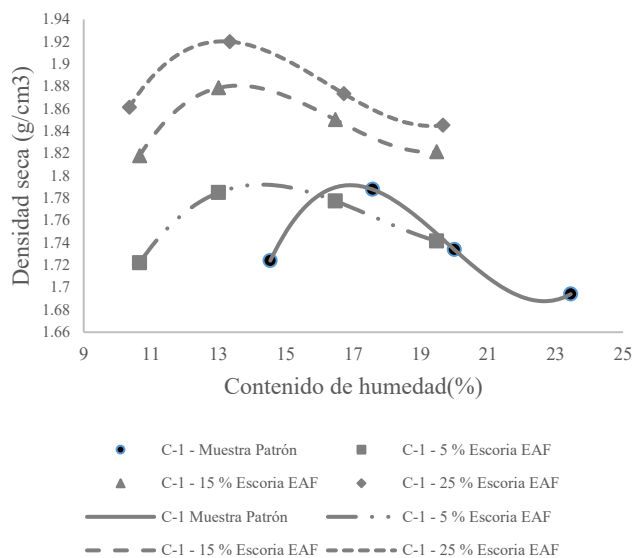 Densidad seca (g/cm3)
1.94
1.92
1.9
1.88
1.86
1.84
1.82
1.8
1.78
1.76
1.74
1.72
1.7
1.68
1.66
9 11 13 15 17 19 21 23 25
Contenido de humedad(%)
C-1 - Muestra Patrón C-1 - 5 % Escoria EAF
C-1 - 15 % Escoria EAF C-1 - 25 % Escoria EAF
C-1 Muestra Patrón C-1 - 5 % Escoria EAF
C-1 - 15 % Escoria EAF C-1 - 25 % Escoria EAF